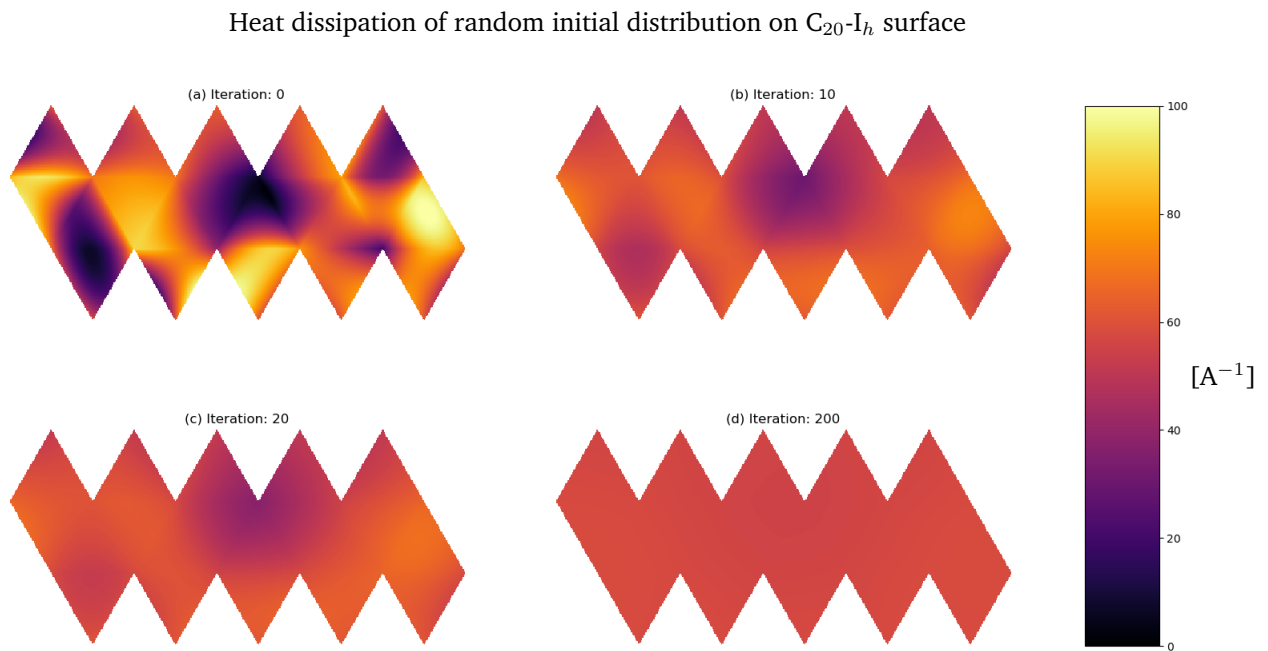 Heat dissipation of random initial distribution on C₂₀-Iₕ surface
(a) Iteration: 0
(b) Iteration: 10
100
80
60
[A⁻¹]
(c) Iteration: 20
(d) Iteration: 200
40
20
0